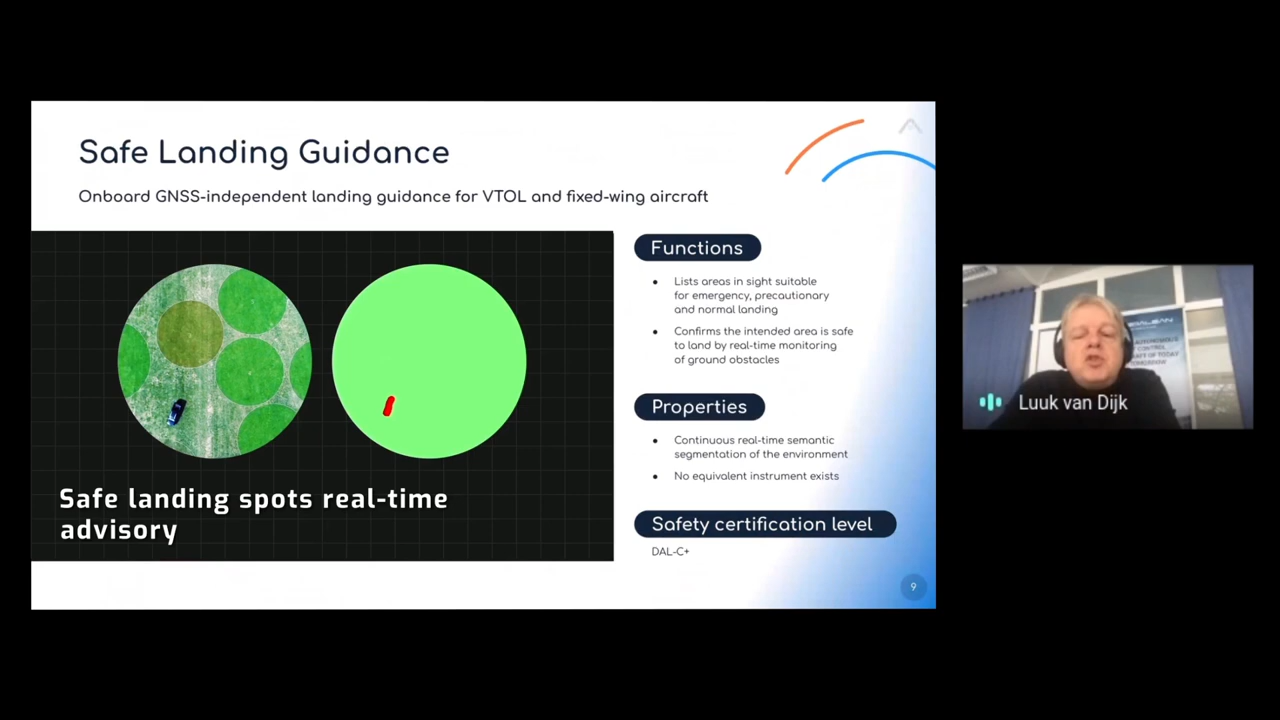 Safe Landing Guidance
Onboard GNSS-independent landing guidance for VTOL and fixed-wing aircraft
Safe landing spots real-time
advisory
Functions
Lists areas in sight suitable
for emergency, precautionary
and normal landing
Confirms the intended area is safe
to land by real-time monitoring
of ground obstacles
Properties
Continuous real-time semantic
segmentation of the environment
No equivalent instrument exists
Safety certification level
DAL-C+
9
Luuk van Dijk